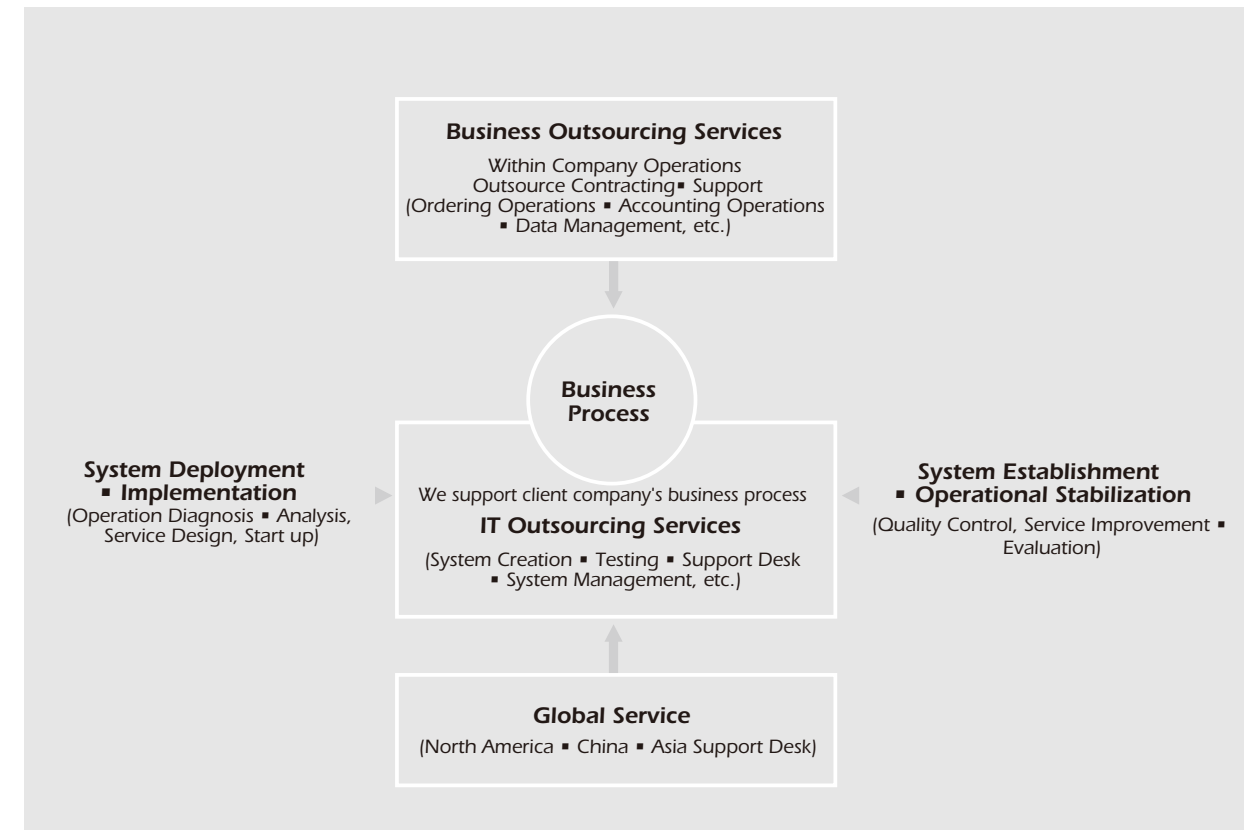 Business Outsourcing Services
Within Company Operations
Outsource Contracting▪ Support
(Ordering Operations ▪ Accounting Operations
▪ Data Management, etc.)
Business
Process
System Deployment
▪ Implementation
(Operation Diagnosis ▪ Analysis,
Service Design, Start up)
We support client company's business process
IT Outsourcing Services
(System Creation ▪ Testing ▪ Support Desk
▪ System Management, etc.)
System Establishment
▪ Operational Stabilization
(Quality Control, Service Improvement ▪
Evaluation)
Global Service
(North America ▪ China ▪ Asia Support Desk)